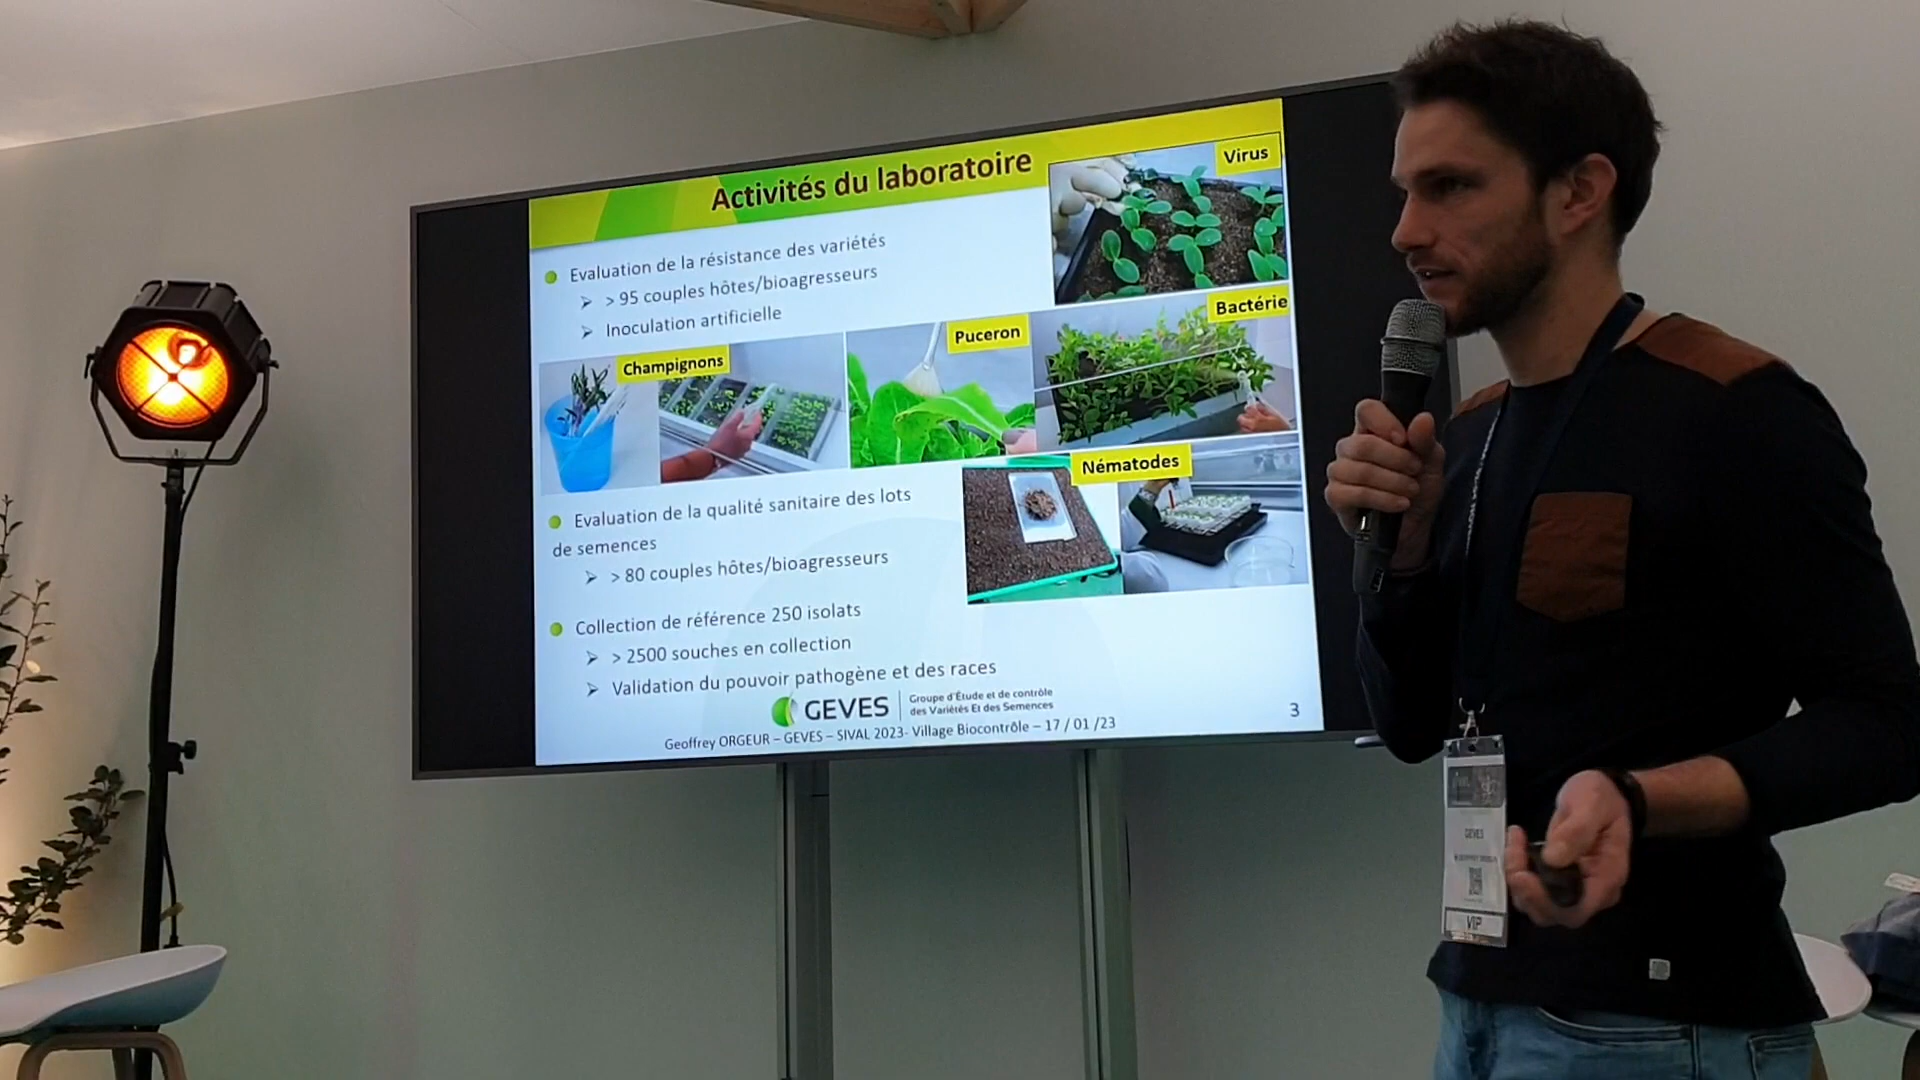 Activités du laboratoire
Virus
Evaluation de la résistance des variétés
> 95 couples hôtes/bioagresseurs
Inoculation artificielle
Bactérie
Puceron
Champignons
Nématodes
Evaluation de la qualité sanitaire des lots
de semences
> 80 couples hôtes/bioagresseurs
Collection de référence 250 isolats
> 2500 souches en collection
Validation du pouvoir pathogène et des races
GEVES
Groupe d'Étude et de contrôle
des Variétés Et des Semences
Geoffrey ORGEUR – GEVES – SIVAL 2023- Village Biocontrôle – 17 / 01 /23
3
GEVES
VIP